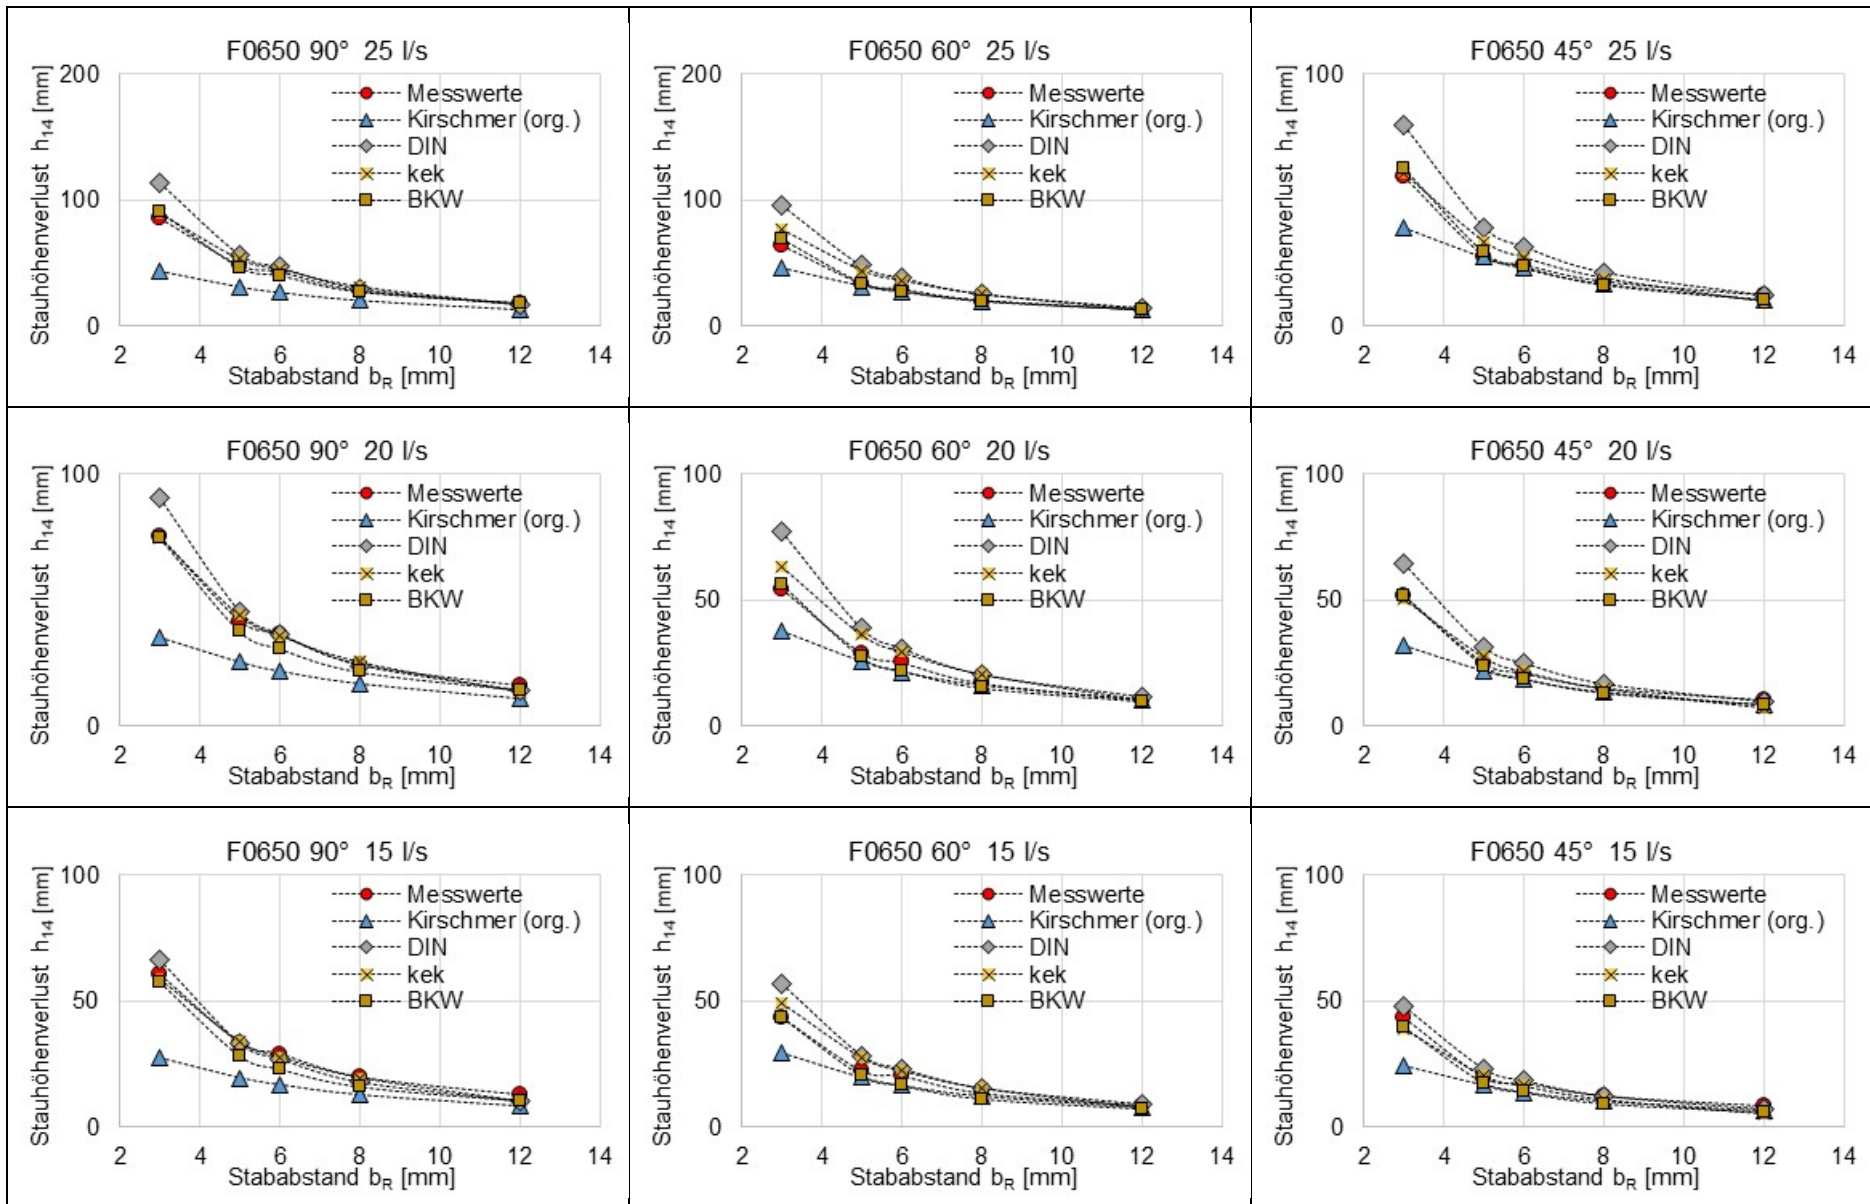 F0650 90° 25 l/s
Stauhöhenverlust h14 [mm]
200
100
0
Messwerte
Kirschmer (org.)
DIN
kek
BKW
2 4 6 8 10 12 14
Stababstand bR [mm]
F0650 60° 25 l/s
Stauhöhenverlust h14 [mm]
200
100
0
Messwerte
Kirschmer (org.)
DIN
kek
BKW
2 4 6 8 10 12 14
Stababstand bR [mm]
F0650 45° 25 l/s
Stauhöhenverlust h14 [mm]
100
0
Messwerte
Kirschmer (org.)
DIN
kek
BKW
2 4 6 8 10 12 14
Stababstand bR [mm]
F0650 90° 20 l/s
Stauhöhenverlust h14 [mm]
100
50
0
Messwerte
Kirschmer (org.)
DIN
kek
BKW
2 4 6 8 10 12 14
Stababstand bR [mm]
F0650 60° 20 l/s
Stauhöhenverlust h14 [mm]
100
50
0
Messwerte
Kirschmer (org.)
DIN
kek
BKW
2 4 6 8 10 12 14
Stababstand bR [mm]
F0650 45° 20 l/s
Stauhöhenverlust h14 [mm]
100
50
0
Messwerte
Kirschmer (org.)
DIN
kek
BKW
2 4 6 8 10 12 14
Stababstand bR [mm]
F0650 90° 15 l/s
Stauhöhenverlust h14 [mm]
100
50
0
Messwerte
Kirschmer (org.)
DIN
kek
BKW
2 4 6 8 10 12 14
Stababstand bR [mm]
F0650 60° 15 l/s
Stauhöhenverlust h14 [mm]
100
50
0
Messwerte
Kirschmer (org.)
DIN
kek
BKW
2 4 6 8 10 12 14
Stababstand bR [mm]
F0650 45° 15 l/s
Stauhöhenverlust h14 [mm]
100
50
0
Messwerte
Kirschmer (org.)
DIN
kek
BKW
2 4 6 8 10 12 14
Stababstand bR [mm]